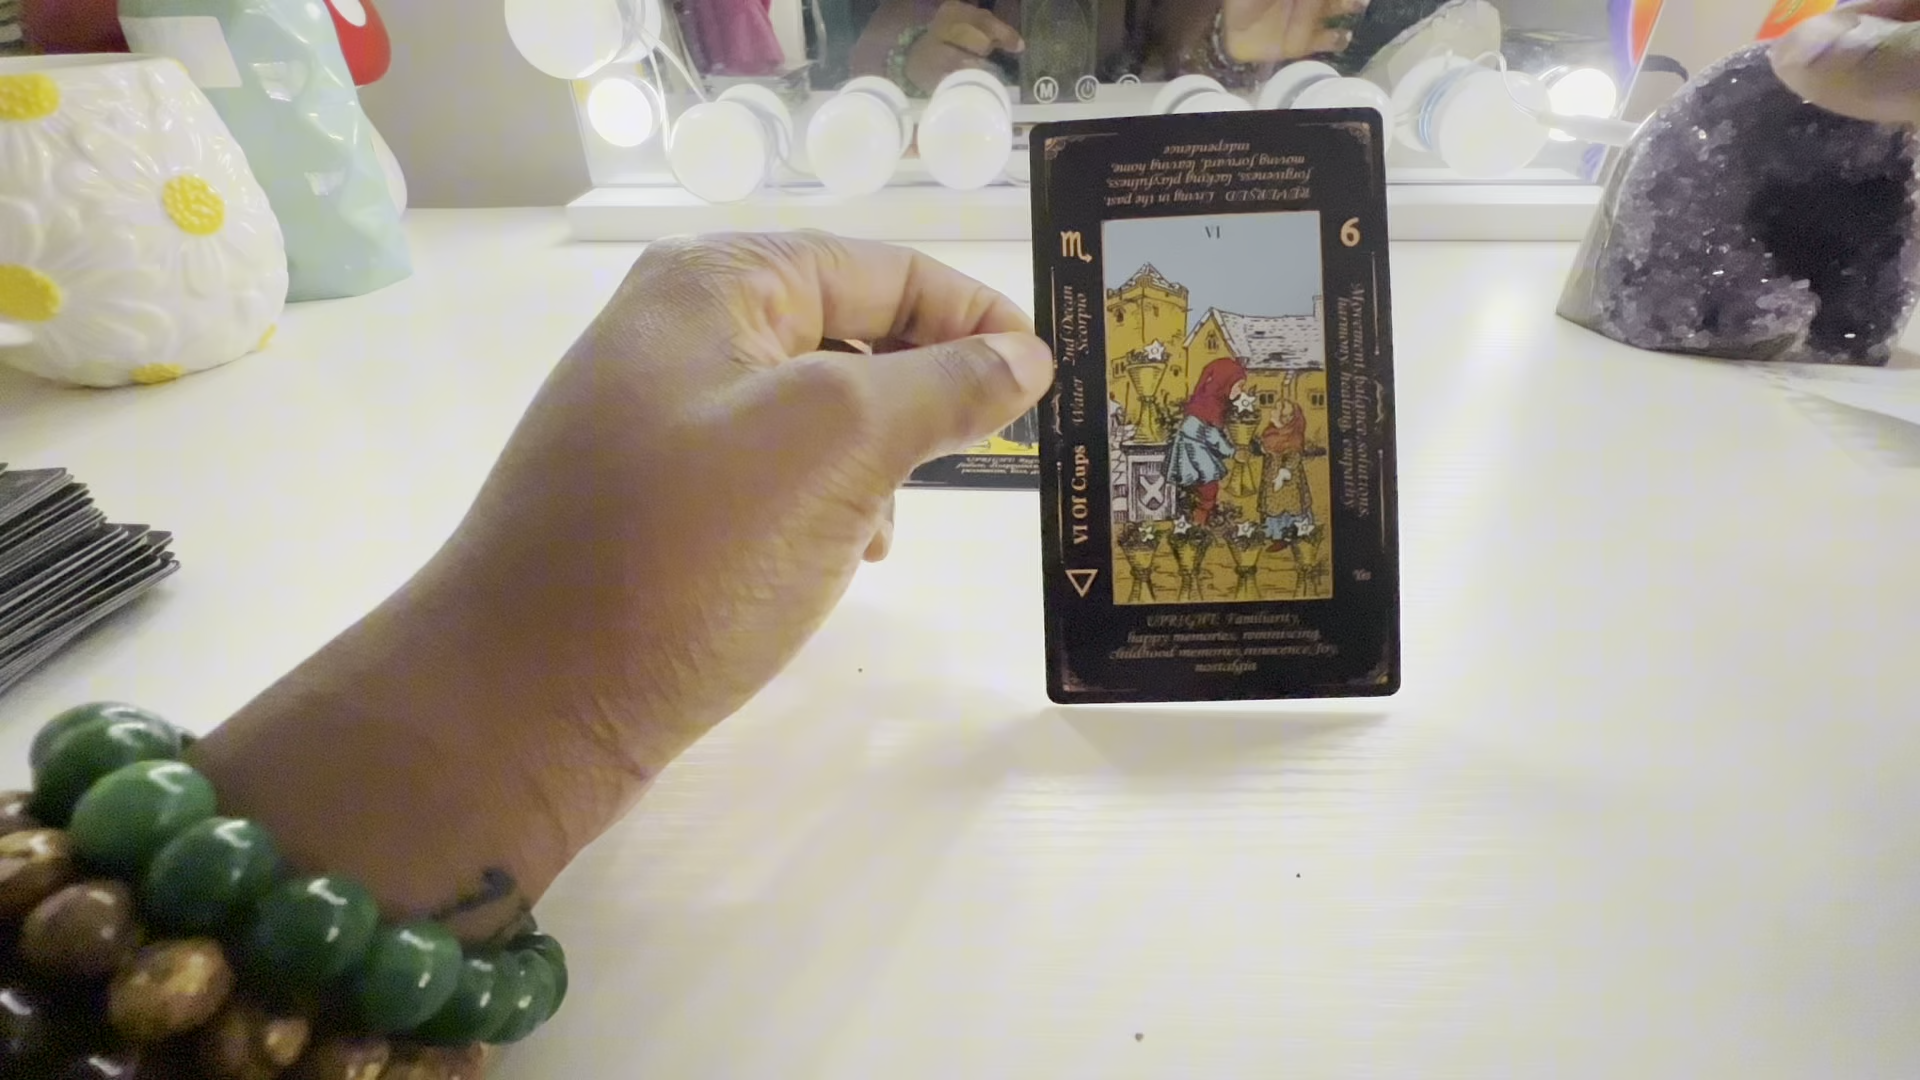 REVERSED Living in the past,
forgiveness, lacking playfulness,
moving forward, leaving home,
independence
6
VI
2nd Decan
Scorpio
Water
VI Of Cups
Movement, balance, solutions,
harmony, healing, empathy
Yes
UPRIGHT: Familiarity,
happy memories, reminiscing,
childhood memories, innocence, joy,
nostalgia
M